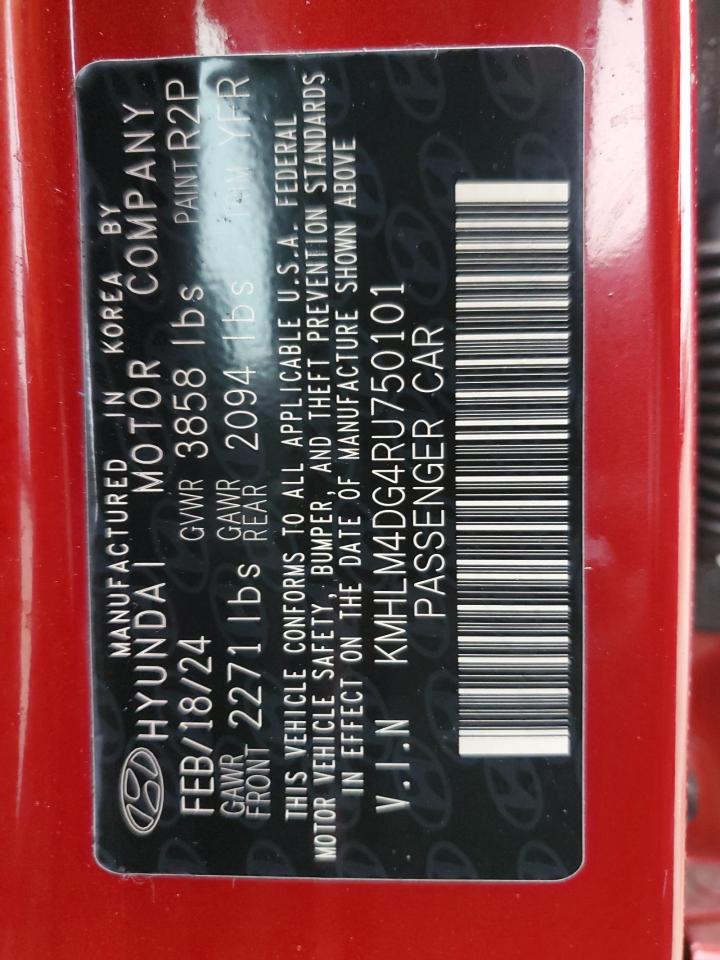 MANUFACTURED IN KOREA BY
HYUNDAI MOTOR COMPANY
FEB/18/24 GVWR 3858 lbs PAINT R2P
GAWR FRONT 2271 lbs GAWR REAR 2094 lbs TRIM YFR
THIS VEHICLE CONFORMS TO ALL APPLICABLE U.S.A. FEDERAL
MOTOR VEHICLE SAFETY, BUMPER, AND THEFT PREVENTION STANDARDS
IN EFFECT ON THE DATE OF MANUFACTURE SHOWN ABOVE
V.I.N KMHLM4DG4RU750101
PASSENGER CAR